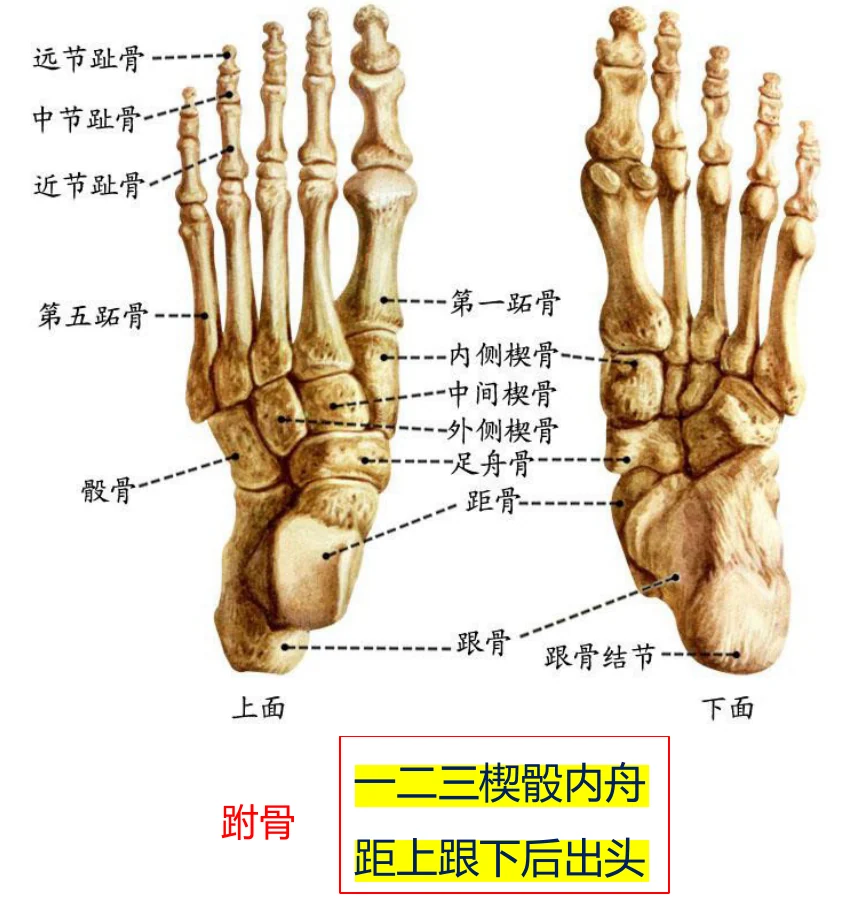 远节趾骨
中节趾骨
近节趾骨
第五跖骨
第一跖骨
内侧楔骨
中间楔骨
外侧楔骨
足舟骨
骰骨
距骨
跟骨
跟骨结节
上面
下面
跗骨
一二三楔骰内舟
距上跟下后出头